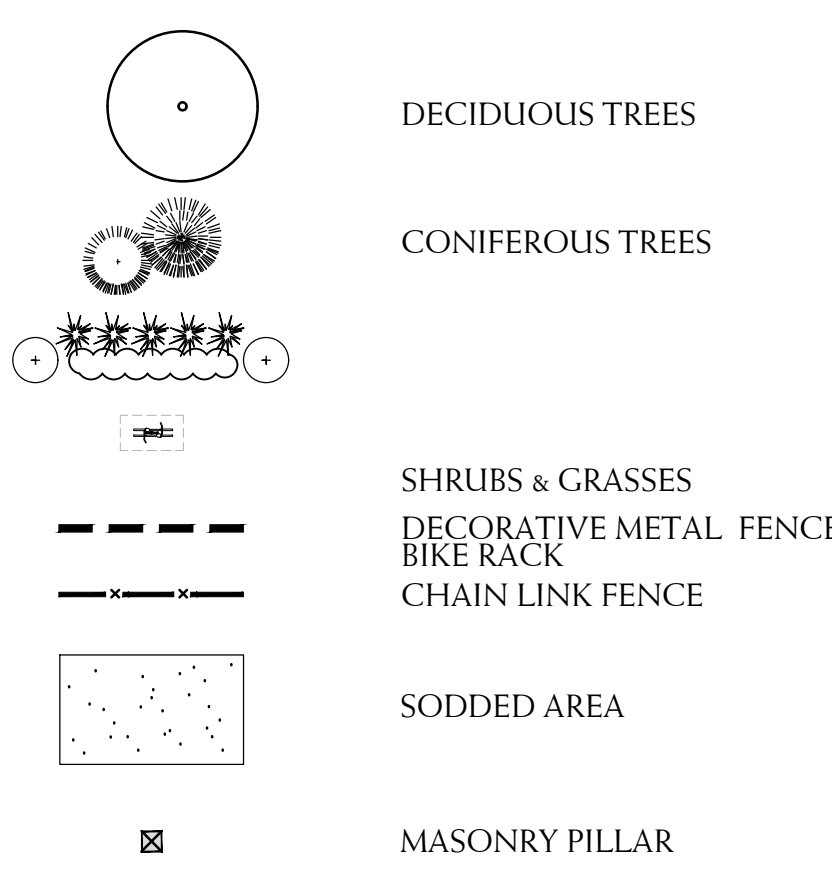 DECIDUOUS TREES
CONIFEROUS TREES
SHRUBS & GRASSES
DECORATIVE METAL FENCE
BIKE RACK
CHAIN LINK FENCE
SODDED AREA
MASONRY PILLAR